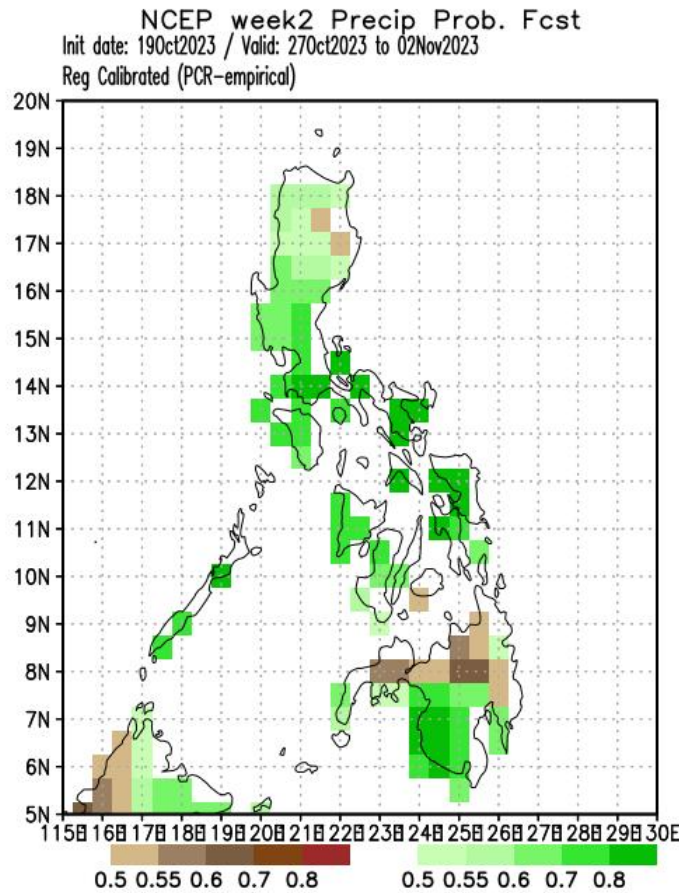 NCEP week2 Precip Prob. Fcst
Init date: 19Oct2023 / Valid: 27Oct2023 to 02Nov2023
Reg Calibrated (PCR-empirical)
20N
19N
18N
17N
16N
15N
14N
13N
12N
11N
10N
9N
8N
7N
6N
5N
115E 116E 117E 118E 119E 120E 121E 122E 123E 124E 125E 126E 127E 128E 129E 130E
0.5 0.55 0.6 0.7 0.8 0.5 0.55 0.6 0.7 0.8